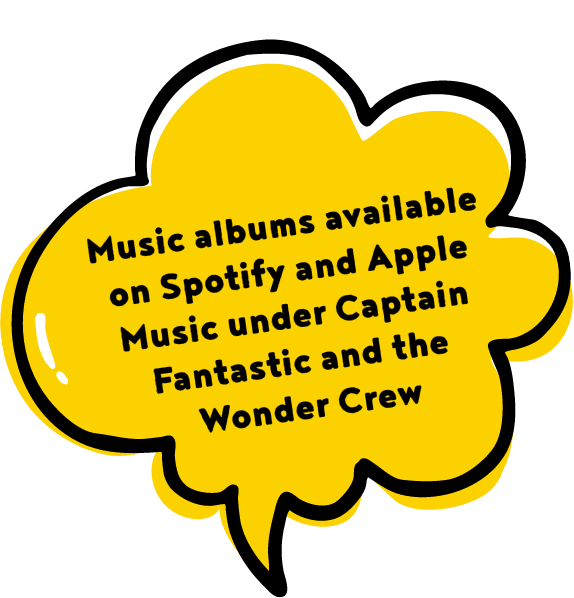 Music albums available
on Spotify and Apple
Music under Captain
Fantastic and the
Wonder Crew